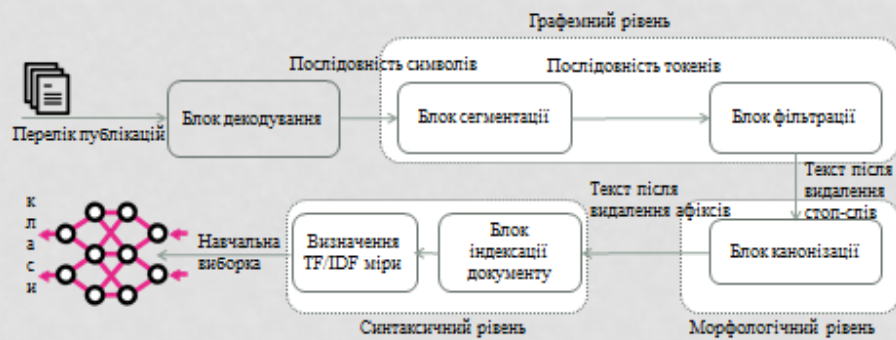 Графемний рівень
Послідовність символів
Послідовність токенів
Перелік публікацій
Блок декодування
Блок сегментації
Блок фільтрації
Текст після
видалення
стоп-слів
Блок канонізації
Морфологічний рівень
Текст після
видалення афіксів
Блок
індексації
документу
Визначення
TF/IDF міри
Синтаксичний рівень
Навчальна
виборка
к
л
а
с
и